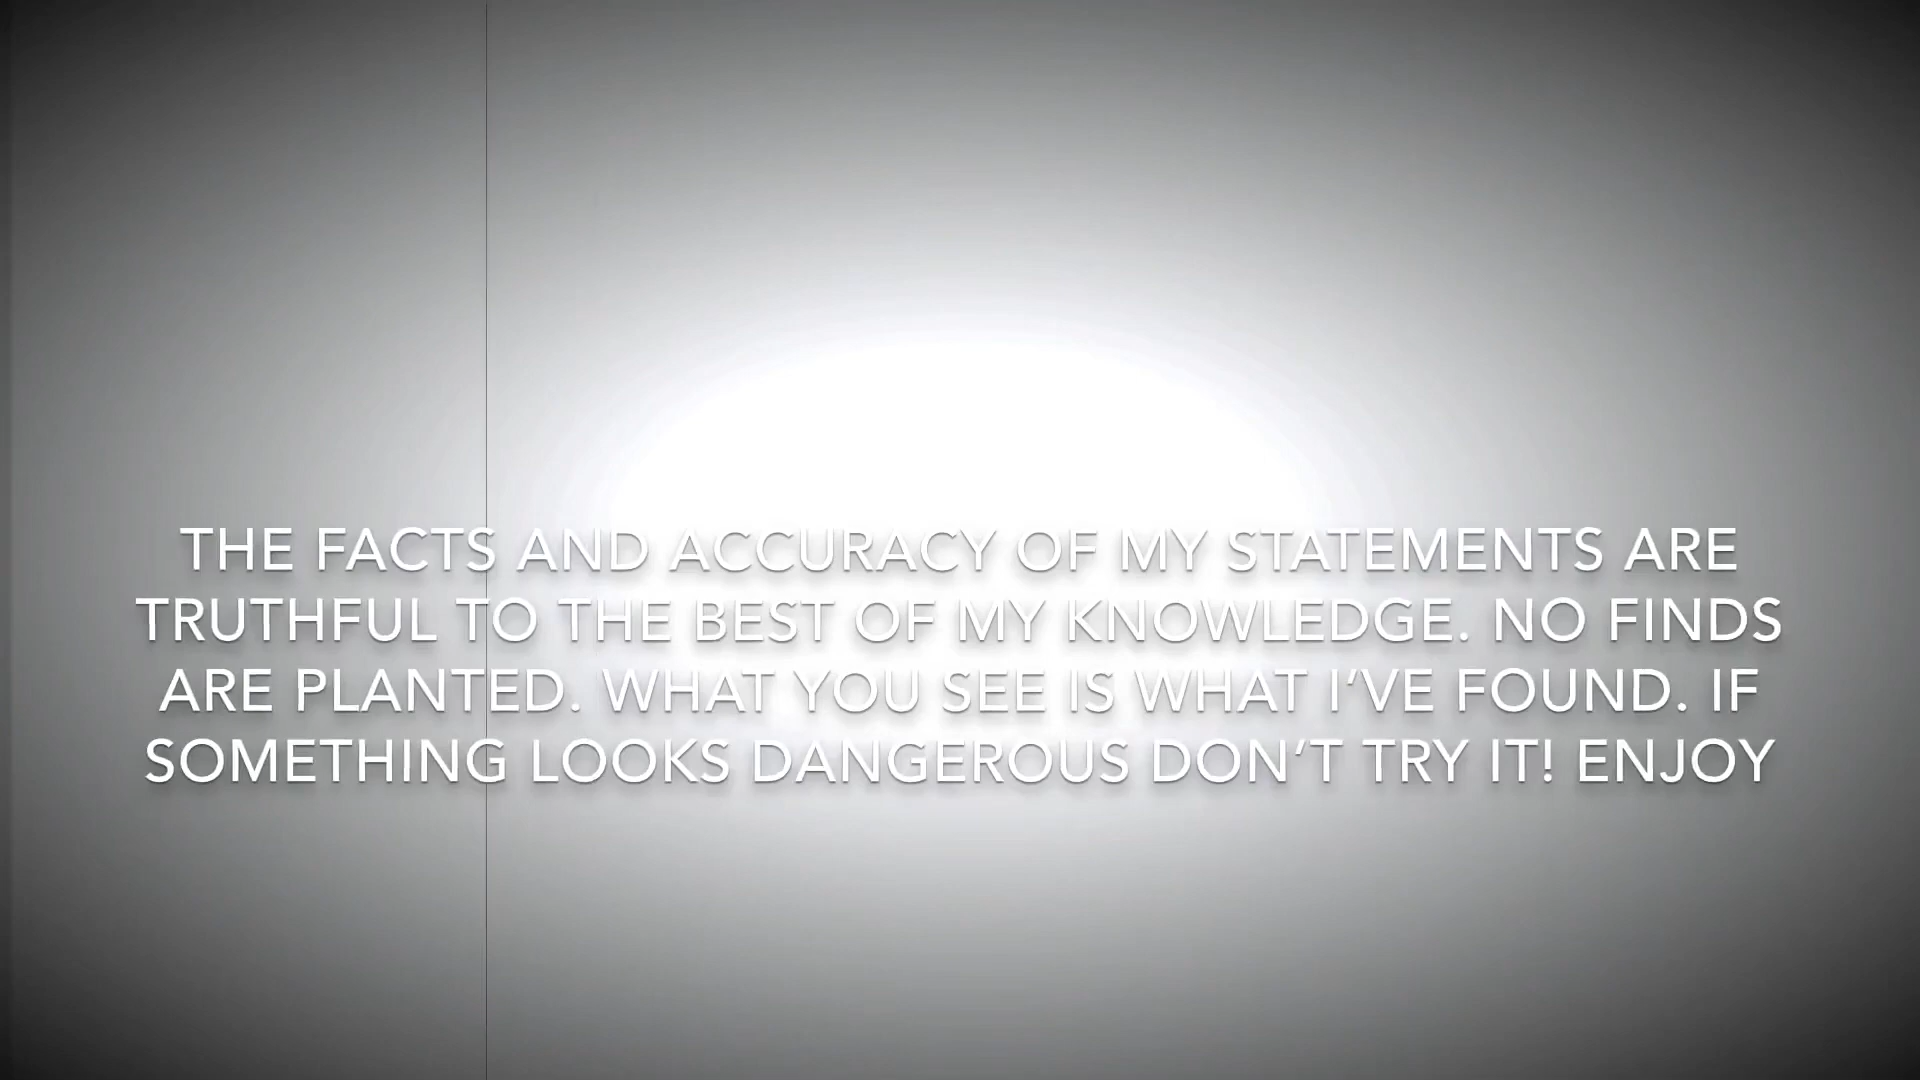 THE FACTS AND ACCURACY OF MY STATEMENTS ARE
TRUTHFUL TO THE BEST OF MY KNOWLEDGE. NO FINDS
ARE PLANTED. WHAT YOU SEE IS WHAT I’VE FOUND. IF
SOMETHING LOOKS DANGEROUS DON’T TRY IT! ENJOY